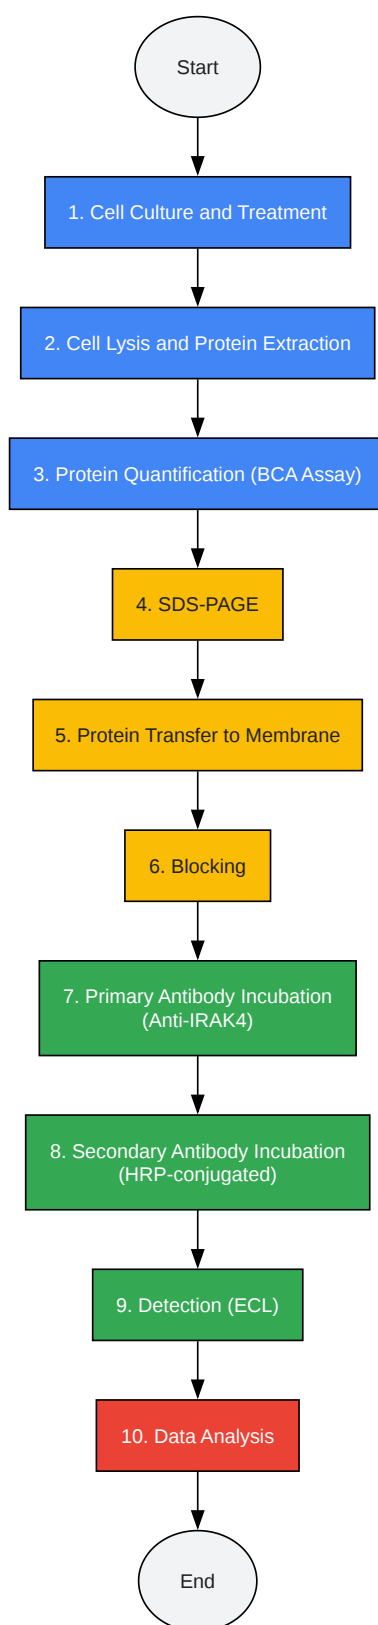 Start
1. Cell Culture and Treatment
2. Cell Lysis and Protein Extraction
3. Protein Quantification (BCA Assay)
4. SDS-PAGE
5. Protein Transfer to Membrane
6. Blocking
7. Primary Antibody Incubation
(Anti-IRAK4)
8. Secondary Antibody Incubation
(HRP-conjugated)
9. Detection (ECL)
10. Data Analysis
End